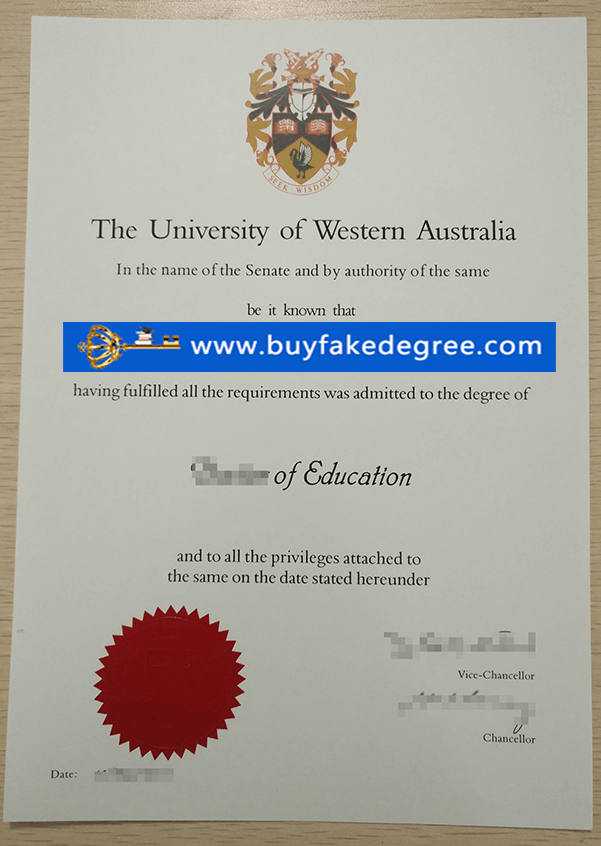 SEEK WISDOM
The University of Western Australia
In the name of the Senate and by authority of the same
be it known that
www.buyfakedegree.com
having fulfilled all the requirements was admitted to the degree of
of Education
and to all the privileges attached to
the same on the date stated hereunder
Vice-Chancellor
Chancellor
Date: